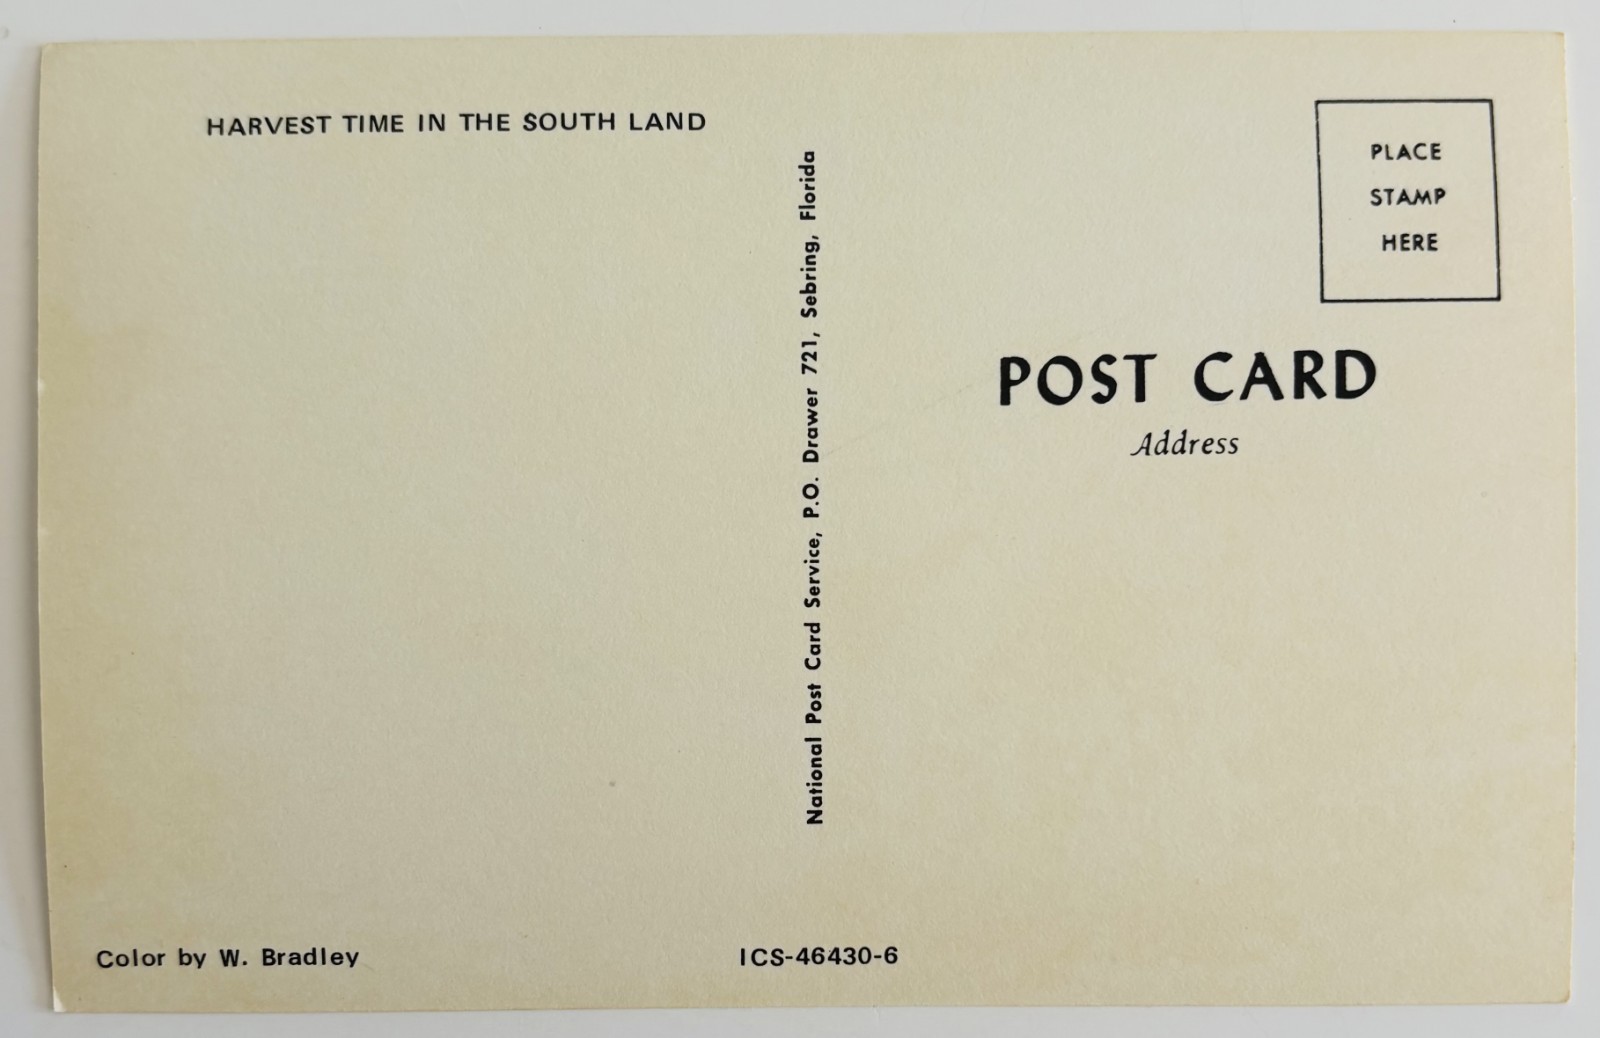 HARVEST TIME IN THE SOUTH LAND
National Post Card Service, P.O. Drawer 721, Sebring, Florida
PLACE
STAMP
HERE
POST CARD
Address
Color by W. Bradley
ICS-46430-6